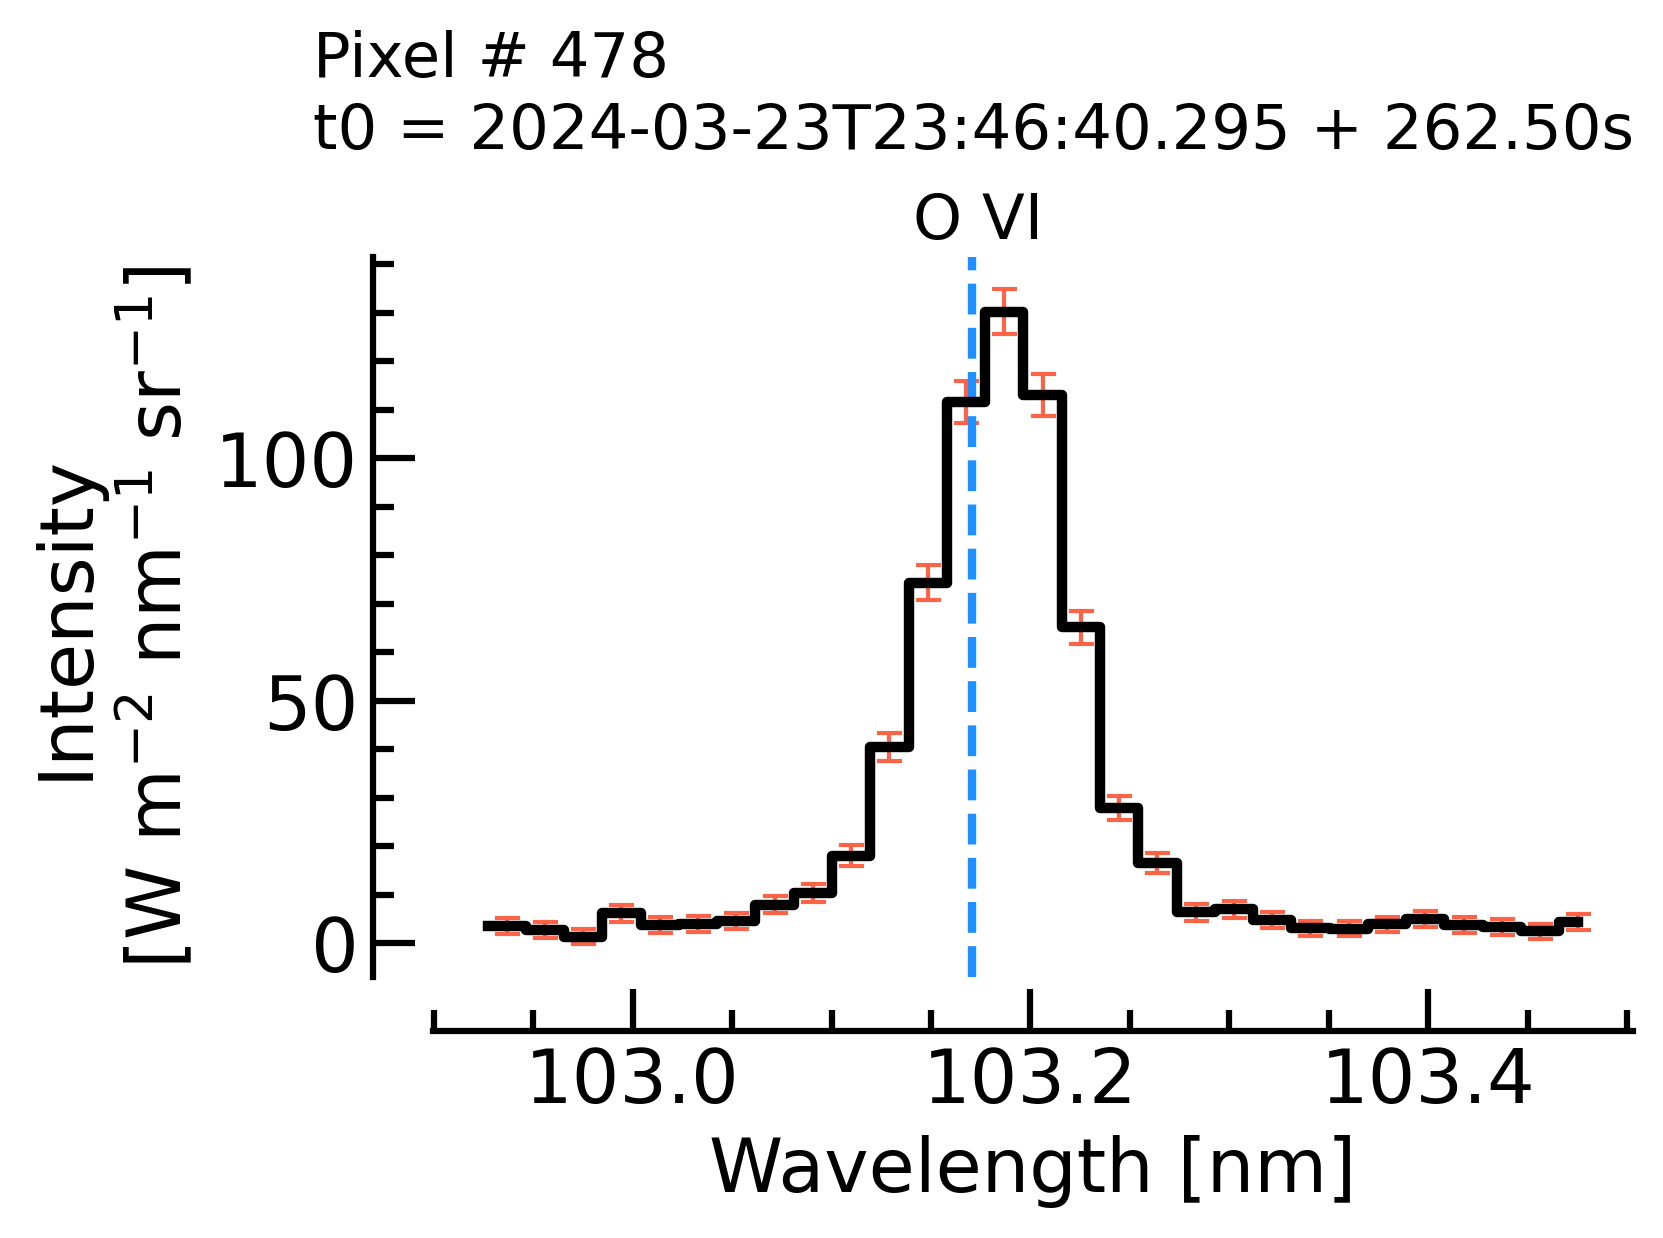 Pixel # 478
t0 = 2024-03-23T23:46:40.295 + 262.50s
O VI
Intensity
[W m⁻² nm⁻¹ sr⁻¹]
100
50
0
103.0 103.2 103.4
Wavelength [nm]